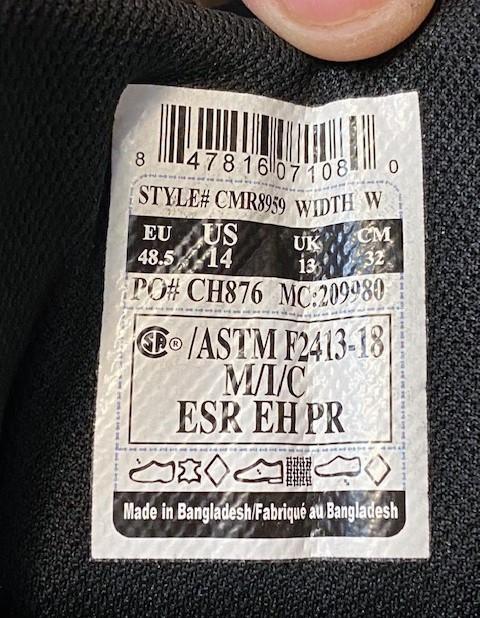 8 47816 07108 0
STYLE# CMR8959 WIDTH W
EU US UK CM
48.5 14 13 32
PO# CH876 MC:209980
CSA® /ASTM F2413-18
M/I/C
ESR EH PR
Made in Bangladesh/Fabriqué au Bangladesh